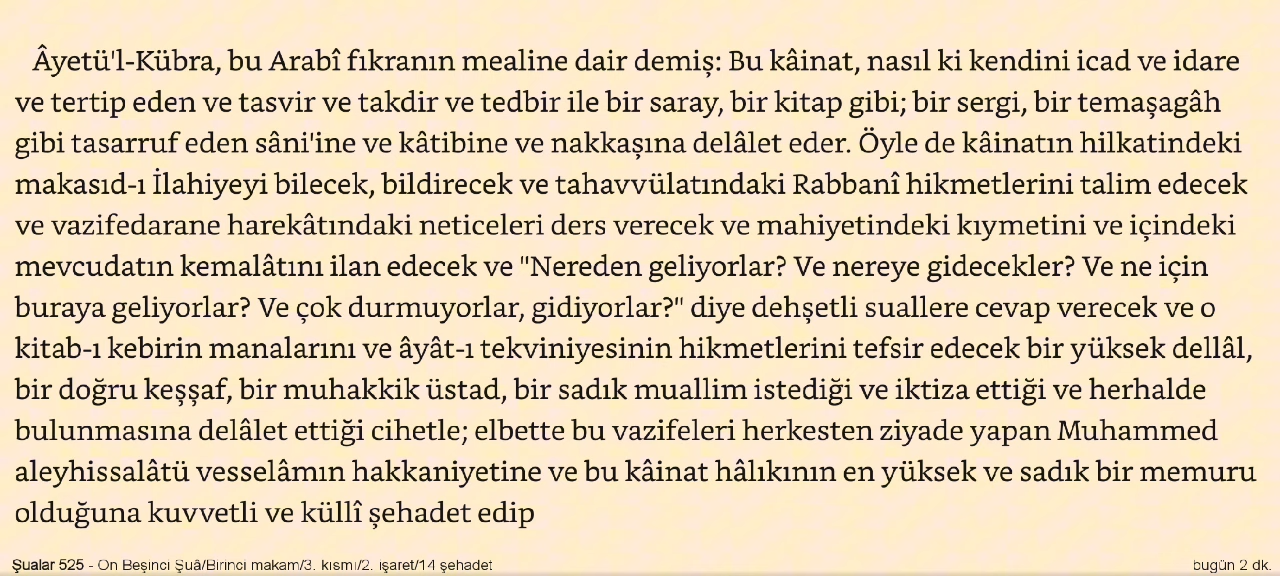 Âyetü'l-Kübra, bu Arabî fıkranın mealine dair demiş: Bu kâinat, nasıl ki kendini icad ve idare
ve tertip eden ve tasvir ve takdir ve tedbir ile bir saray, bir kitap gibi; bir sergi, bir temaşagâh
gibi tasarruf eden sâni'ine ve kâtibine ve nakkaşına delâlet eder. Öyle de kâinatın hilkatindeki
makasıd-ı İlahiyeyi bilecek, bildirecek ve tahavvülatındaki Rabbanî hikmetlerini talim edecek
ve vazifedarane harekâtındaki neticeleri ders verecek ve mahiyetindeki kıymetini ve içindeki
mevcudatın kemalâtını ilan edecek ve "Nereden geliyorlar? Ve nereye gidecekler? Ve ne için
buraya geliyorlar? Ve çok durmuyorlar, gidiyorlar?" diye dehşetli suallere cevap verecek ve o
kitab-ı kebirin manalarını ve âyât-ı tekviniyesinin hikmetlerini tefsir edecek bir yüksek dellâl,
bir doğru keşşaf, bir muhakkik üstad, bir sadık muallim istediği ve iktiza ettiği ve herhalde
bulunmasına delâlet ettiği cihetle; elbette bu vazifeleri herkesten ziyade yapan Muhammed
aleyhissalâtü vesselâmın hakkaniyetine ve bu kâinat hâlıkının en yüksek ve sadık bir memuru
olduğuna kuvvetli ve küllî şehadet edip
Şualar 525 - On Beşinci Şuâ/Birinci makam/3. kısmı/2. işaret/14 şehadet
bugün 2 dk.